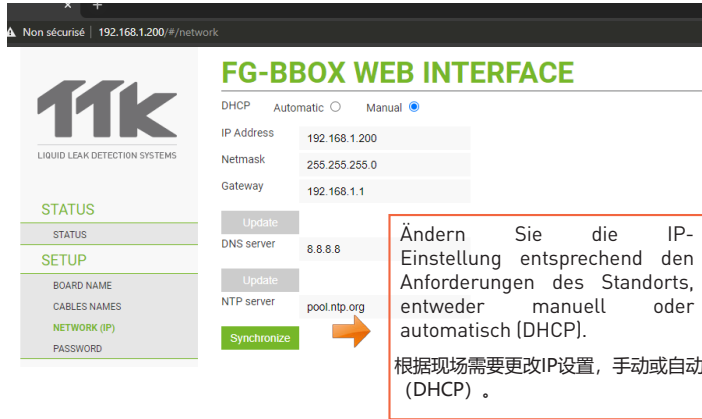 × +
Non sécurisé | 192.168.1.200/#/network
TTK
LIQUID LEAK DETECTION SYSTEMS
STATUS
STATUS
SETUP
BOARD NAME
CABLES NAMES
NETWORK (IP)
PASSWORD
FG-BBOX WEB INTERFACE
DHCP Automatic Manual
IP Address 192.168.1.200
Netmask 255.255.255.0
Gateway 192.168.1.1
Update
DNS server 8.8.8.8
Update
NTP server pool.ntp.org
Synchronize
Ändern Sie die IP-
Einstellung entsprechend den
Anforderungen des Standorts,
entweder manuell oder
automatisch (DHCP).
根据现场需要更改IP设置，手动或自动
（DHCP）。